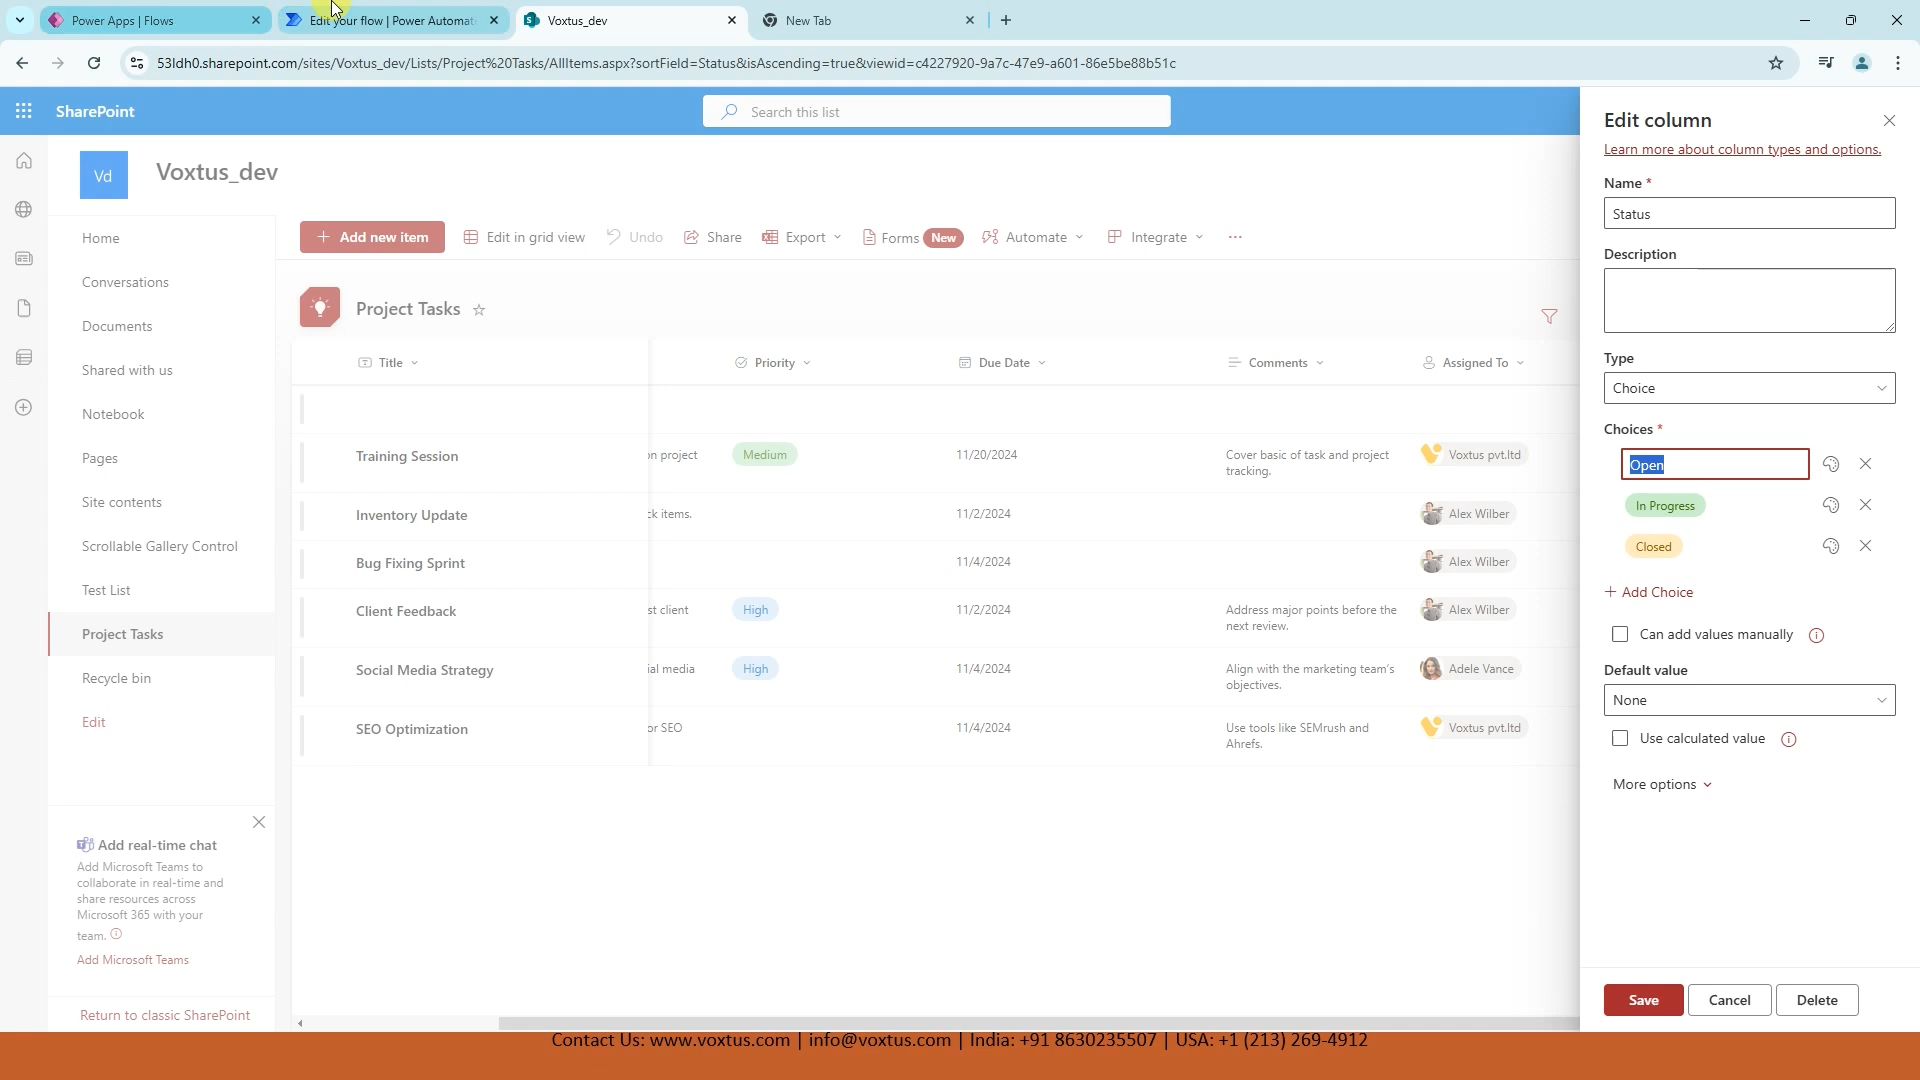 Power Apps | Flows
Edit your flow | Power Automate
Voxtus_dev
New Tab
53ldh0.sharepoint.com/sites/Voxtus_dev/Lists/Project%20Tasks/AllItems.aspx?sortField=Status&isAscending=true&viewid=c4227920-9a7c-47e9-a601-86e5be88b51c
SharePoint
Search this list
Vd
Voxtus_dev
Home
Conversations
Documents
Shared with us
Notebook
Pages
Site contents
Scrollable Gallery Control
Test List
Project Tasks
Recycle bin
Edit
Add real-time chat
Add Microsoft Teams to
collaborate in real-time and
share resources across
Microsoft 365 with your
team.
Add Microsoft Teams
Return to classic SharePoint
Add new item
Edit in grid view
Undo
Share
Export
Forms New
Automate
Integrate
Project Tasks
Title Priority Due Date Comments Assigned To
Training Session on project Medium 11/20/2024 Cover basic of task and project Voxtus pvt.ltd
tracking.
Inventory Update ck items. 11/2/2024 Alex Wilber
Bug Fixing Sprint 11/4/2024 Alex Wilber
Client Feedback st client High 11/2/2024 Address major points before the Alex Wilber
next review.
Social Media Strategy ial media High 11/4/2024 Align with the marketing team's Adele Vance
objectives.
SEO Optimization or SEO 11/4/2024 Use tools like SEMrush and Voxtus pvt.ltd
Ahrefs.
Edit column
Learn more about column types and options.
Name *
Status
Description
Type
Choice
Choices *
Open
In Progress
Closed
Add Choice
Can add values manually
Default value
None
Use calculated value
More options
Save
Cancel
Delete
Contact Us: www.voxtus.com | info@voxtus.com | India: +91 8630235507 | USA: +1 (213) 269-4912